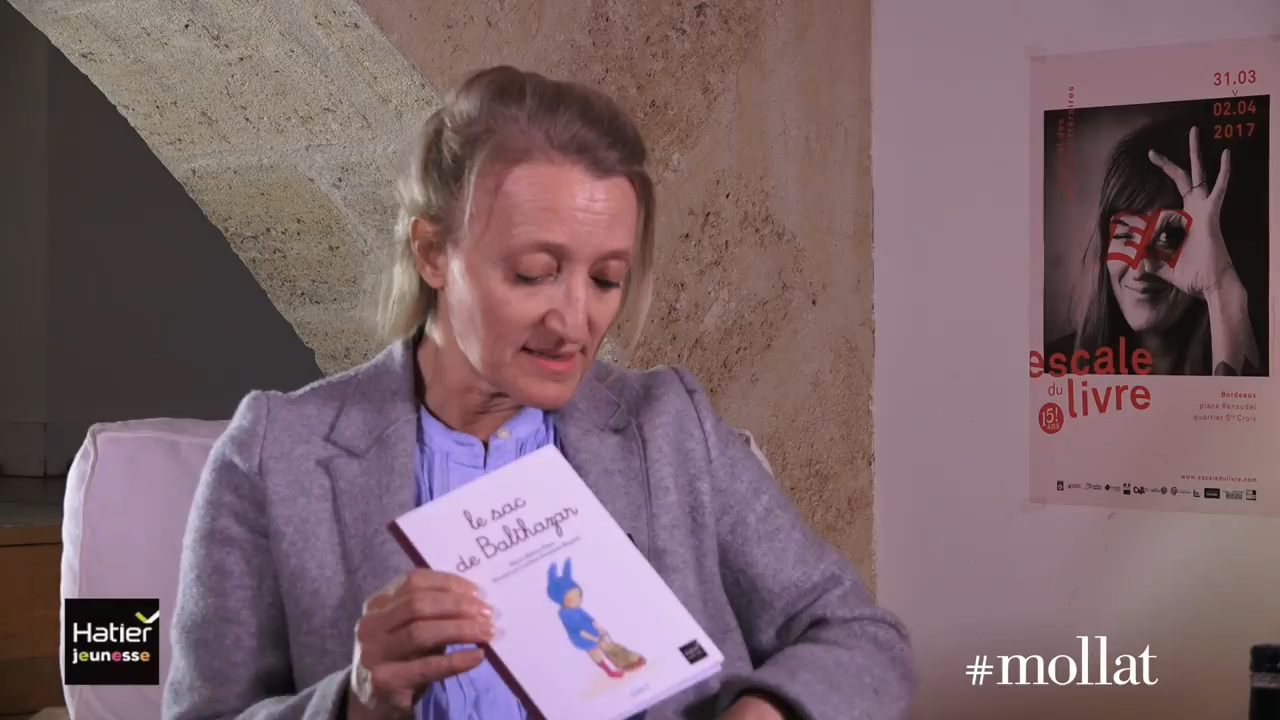 le sac
de Balthazar
Hatier
jeunesse
31.03
02.04
2017
escale
du
livre
15!
ans
Bordeaux
place Renaudel
quartier Ste Croix
www.escaledulivre.com
#mollat